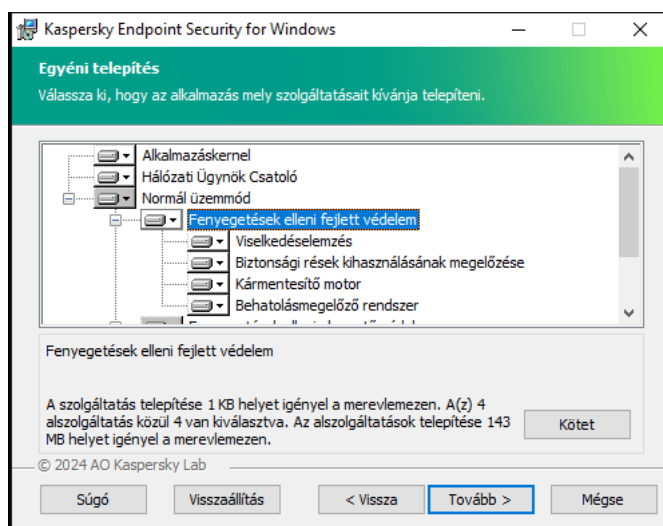 Kaspersky Endpoint Security for Windows
Egyéni telepítés
Válassza ki, hogy az alkalmazás mely szolgáltatásait kívánja telepíteni.
Alkalmazáskernel
Hálózati Ügynök Csatoló
Normál üzemmód
Fenyegetések elleni fejlett védelem
Viselkedéselemzés
Biztonsági rések kihasználásának megelőzése
Kármentesítő motor
Behatolásmegelőző rendszer
Fenyegetések elleni fejlett védelem
A szolgáltatás telepítése 1 KB helyet igényel a merevlemezen. A(z) 4
alszolgáltatás közül 4 van kiválasztva. Az alszolgáltatások telepítése 143
MB helyet igényel a merevlemezen.
Kötet
© 2024 AO Kaspersky Lab
Súgó
Visszaállítás
< Vissza
Tovább >
Mégse